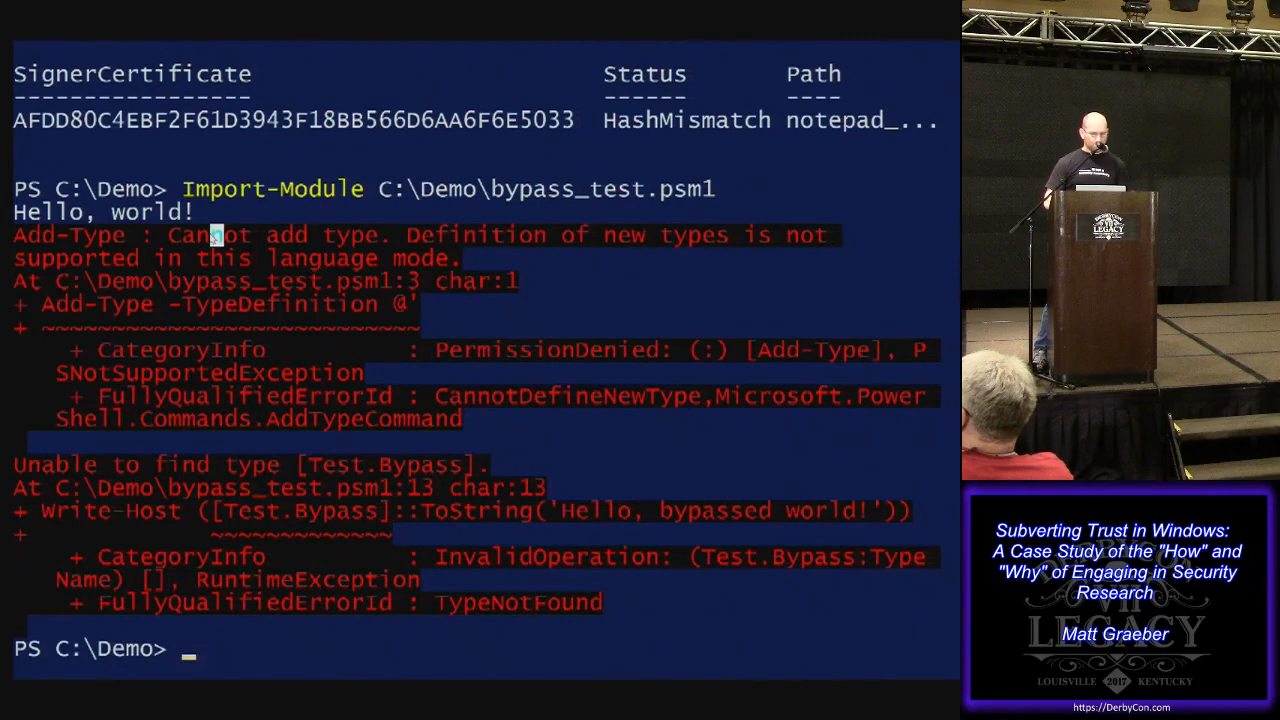 SignerCertificate Status Path
----------------- ------ ----
AFDD80C4EBF2F61D3943F18BB566D6AA6F6E5033 HashMismatch notepad_...
PS C:\Demo> Import-Module C:\Demo\bypass_test.psm1
Hello, world!
Add-Type : Cannot add type. Definition of new types is not
supported in this language mode.
At C:\Demo\bypass_test.psm1:3 char:1
+ Add-Type -TypeDefinition @'
+ ~~~~~~~~~~~~~~~~~~~~~~~~~~~
+ CategoryInfo : PermissionDenied: (:) [Add-Type], P
SNotSupportedException
+ FullyQualifiedErrorId : CannotDefineNewType,Microsoft.Power
Shell.Commands.AddTypeCommand
Unable to find type [Test.Bypass].
At C:\Demo\bypass_test.psm1:13 char:13
+ Write-Host ([Test.Bypass]::ToString('Hello, bypassed world!'))
+ ~~~~~~~~~~~~~
+ CategoryInfo : InvalidOperation: (Test.Bypass:Type
Name) [], RuntimeException
+ FullyQualifiedErrorId : TypeNotFound
PS C:\Demo> _
DERBYCON
LEGACY
Subverting Trust in Windows:
A Case Study of the "How" and
"Why" of Engaging in Security
Research
Matt Graeber
DERBYCON
VII
LEGACY
LOUISVILLE 2017 KENTUCKY
https://DerbyCon.com